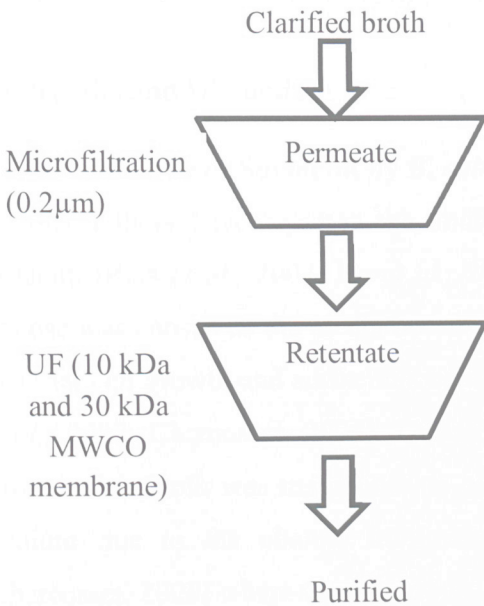 Clarified broth
Permeate
Microfiltration
(0.2μm)
Retentate
UF (10 kDa
and 30 kDa
MWCO
membrane)
Purified